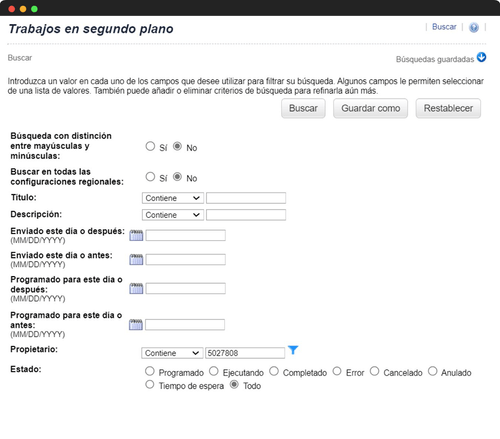 Trabajos en segundo plano
Buscar
Buscar
Búsquedas guardadas
Introduzca un valor en cada uno de los campos que desee utilizar para filtrar su búsqueda. Algunos campos le permiten seleccionar
de una lista de valores. También puede añadir o eliminar criterios de búsqueda para refinarla aún más.
Buscar Guardar como Restablecer
Búsqueda con distinción
entre mayúsculas y
minúsculas:
Sí No
Buscar en todas las
configuraciones regionales:
Sí No
Título: Contiene
Descripción: Contiene
Enviado este día o después:
(MM/DD/YYYY)
Enviado este día o antes:
(MM/DD/YYYY)
Programado para este día o
después:
(MM/DD/YYYY)
Programado para este día o
antes:
(MM/DD/YYYY)
Propietario: Contiene 5027808
Estado: Programado Ejecutando Completado Error Cancelado Anulado
Tiempo de espera Todo